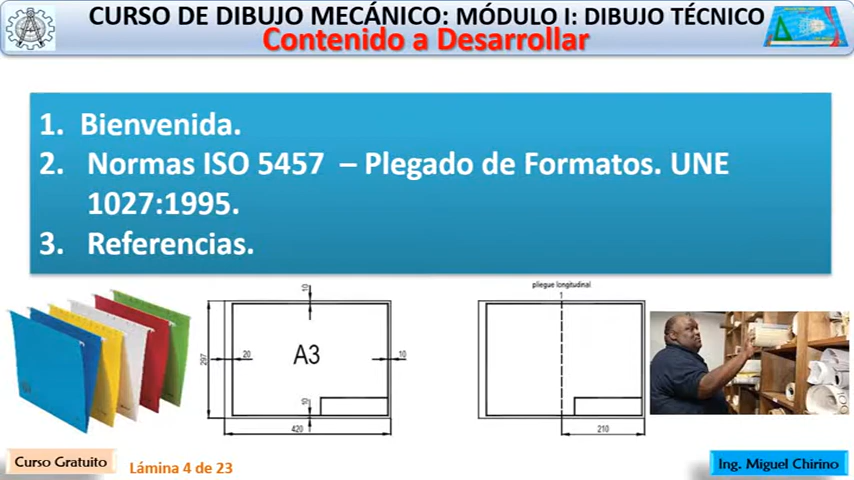 CURSO DE DIBUJO MECÁNICO: MÓDULO I: DIBUJO TÉCNICO
Contenido a Desarrollar
1. Bienvenida.
2. Normas ISO 5457 – Plegado de Formatos. UNE
1027:1995.
3. Referencias.
pliegue longitudinal
10
297
20
A3
10
10
420
210
Curso Gratuito
Lámina 4 de 23
Ing. Miguel Chirino